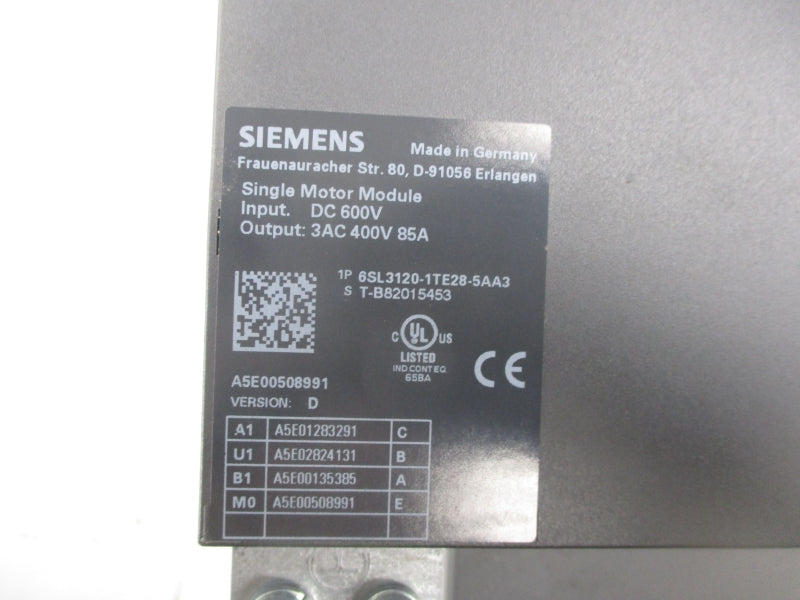 SIEMENS Made in Germany
Frauenauracher Str. 80, D-91056 Erlangen
Single Motor Module
Input. DC 600V
Output: 3AC 400V 85A
1P 6SL3120-1TE28-5AA3
S T-B82015453
C UL US
LISTED
IND CONT EQ
65BA
CE
A5E00508991
VERSION: D
A1 A5E01283291 C
U1 A5E02824131 B
B1 A5E00135385 A
M0 A5E00508991 E